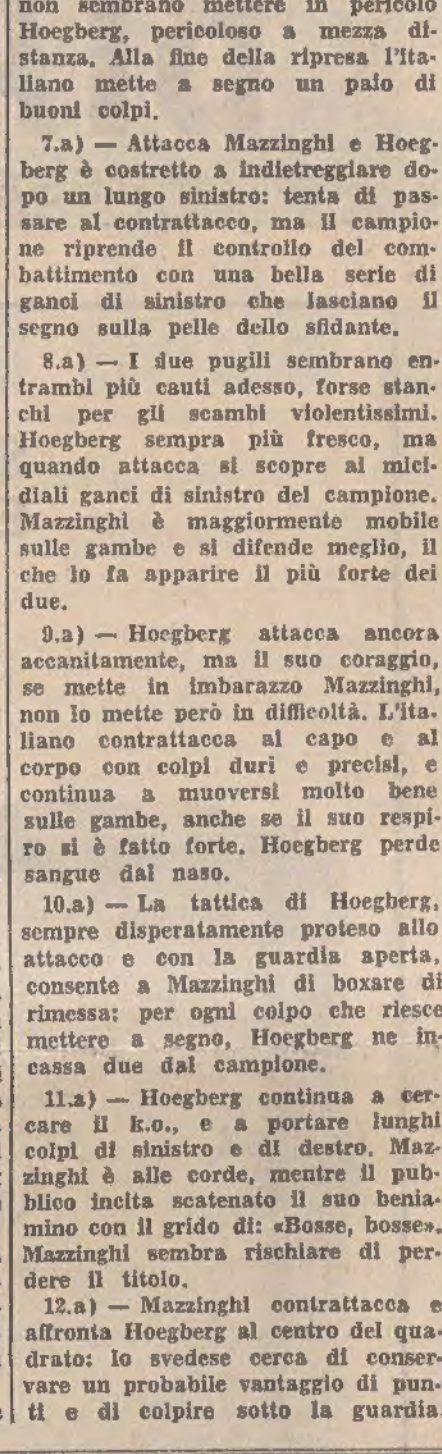 non sembrano mettere in pericolo
Hoegberg, pericoloso a mezza di-
stanza. Alla fine della ripresa l'ita-
liano mette a segno un paio di
buoni colpi.
7.a) — Attacca Mazzinghi e Hoeg-
berg è costretto a indietreggiare do-
po un lungo sinistro: tenta di pas-
sare al contrattacco, ma il campio-
ne riprende il controllo del com-
battimento con una bella serie di
ganci di sinistro che lasciano il
segno sulla pelle dello sfidante.
8.a) — I due pugili sembrano en-
trambi più cauti adesso, forse stan-
chi per gli scambi violentissimi.
Hoegberg sempra più fresco, ma
quando attacca si scopre ai mici-
diali ganci di sinistro del campione.
Mazzinghi è maggiormente mobile
sulle gambe e si difende meglio, il
che lo fa apparire il più forte dei
due.
9.a) — Hoegberg attacca ancora
accanitamente, ma il suo coraggio,
se mette in imbarazzo Mazzinghi,
non lo mette però in difficoltà. L'ita-
liano contrattacca al capo e al
corpo con colpi duri e precisi, e
continua a muoversi molto bene
sulle gambe, anche se il suo respi-
ro si è fatto forte. Hoegberg perde
sangue dal naso.
10.a) — La tattica di Hoegberg,
sempre disperatamente proteso allo
attacco e con la guardia aperta,
consente a Mazzinghi di boxare di
rimessa: per ogni colpo che riesce
mettere a segno, Hoegberg ne in-
cassa due dal campione.
11.a) — Hoegberg continua a cer-
care il k.o., e a portare lunghi
colpi di sinistro e di destro. Maz-
zinghi è alle corde, mentre il pub-
blico incita scatenato il suo benia-
mino con il grido di: «Bosse, bosse».
Mazzinghi sembra rischiare di per-
dere il titolo.
12.a) — Mazzinghi contrattacca e
affronta Hoegberg al centro del qua-
drato: lo svedese cerca di conser-
vare un probabile vantaggio di pun-
ti e di colpire sotto la guardia.